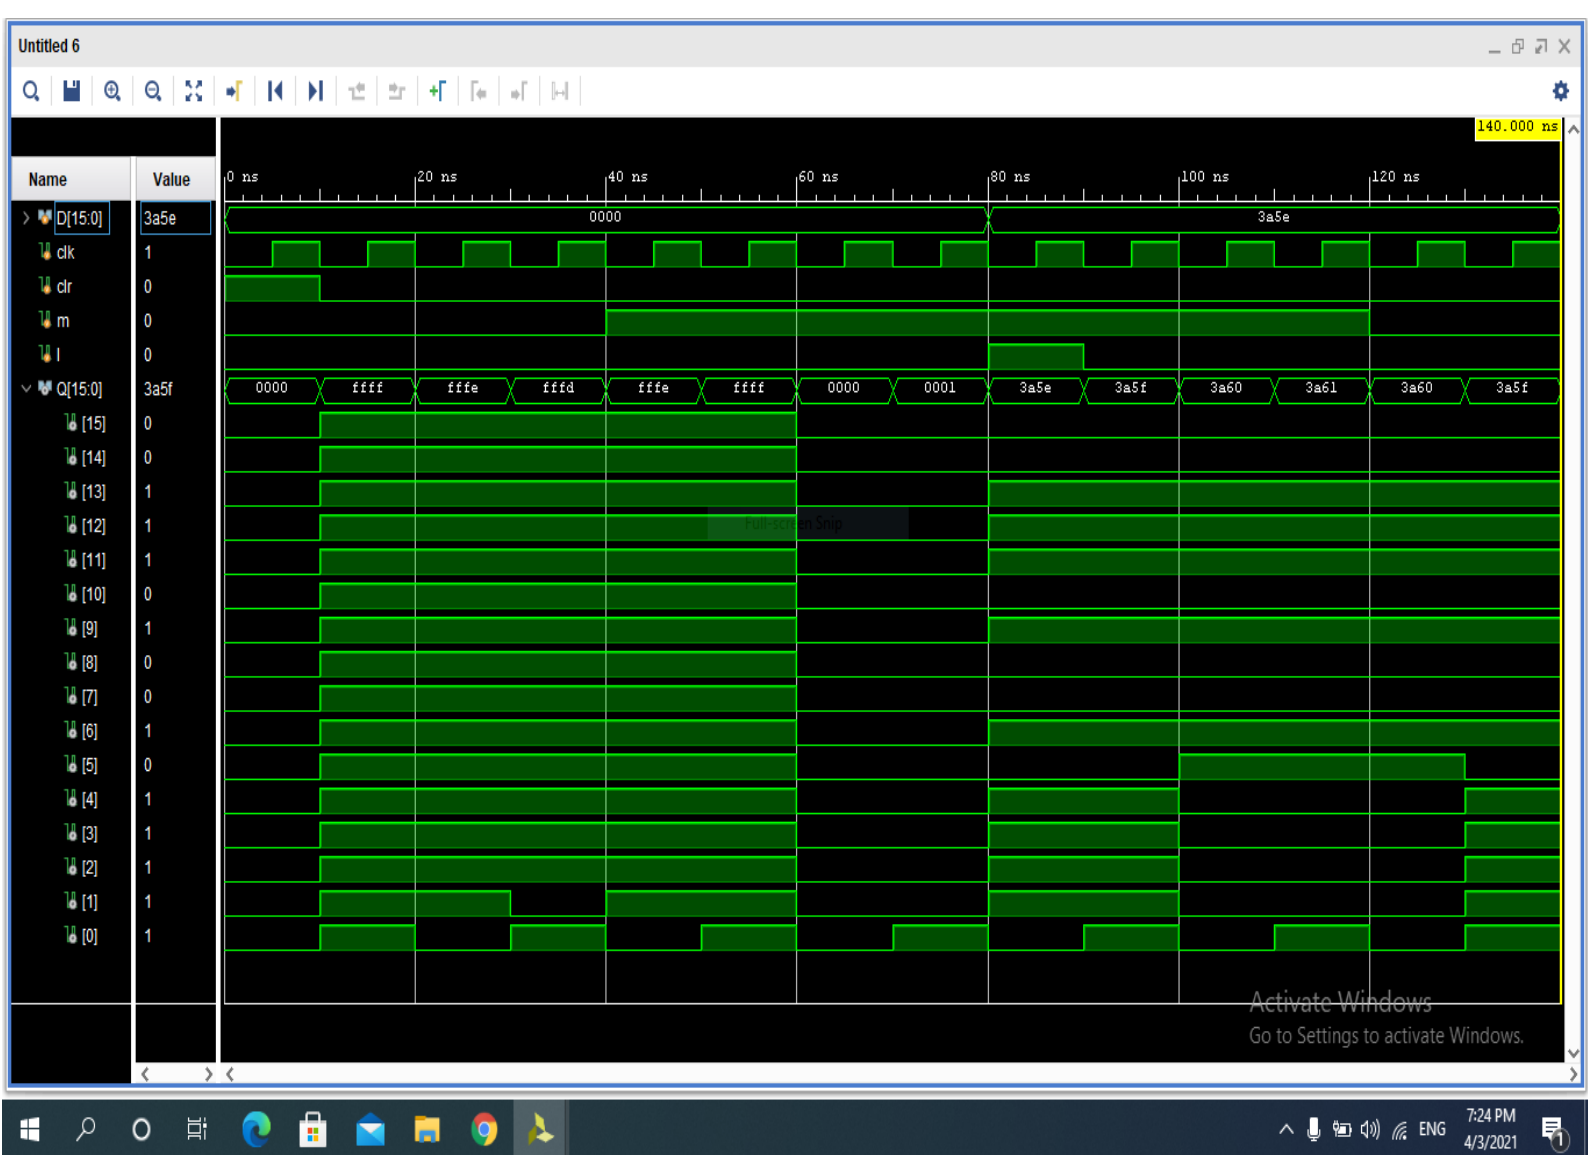 Untitled 6
140.000 ns
Name Value 0 ns 20 ns 40 ns 60 ns 80 ns 100 ns 120 ns
D[15:0] 3a5e 0000 3a5e
clk 1
clr 0
m 0
l 0
Q[15:0] 3a5f 0000 ffff fffe fffd fffe ffff 0000 0001 3a5e 3a5f 3a60 3a61 3a60 3a5f
[15] 0
[14] 0
[13] 1
[12] 1 Full-screen Snip
[11] 1
[10] 0
[9] 1
[8] 0
[7] 0
[6] 1
[5] 0
[4] 1
[3] 1
[2] 1
[1] 1
[0] 1
Activate Windows
Go to Settings to activate Windows.
ENG 7:24 PM
4/3/2021 1